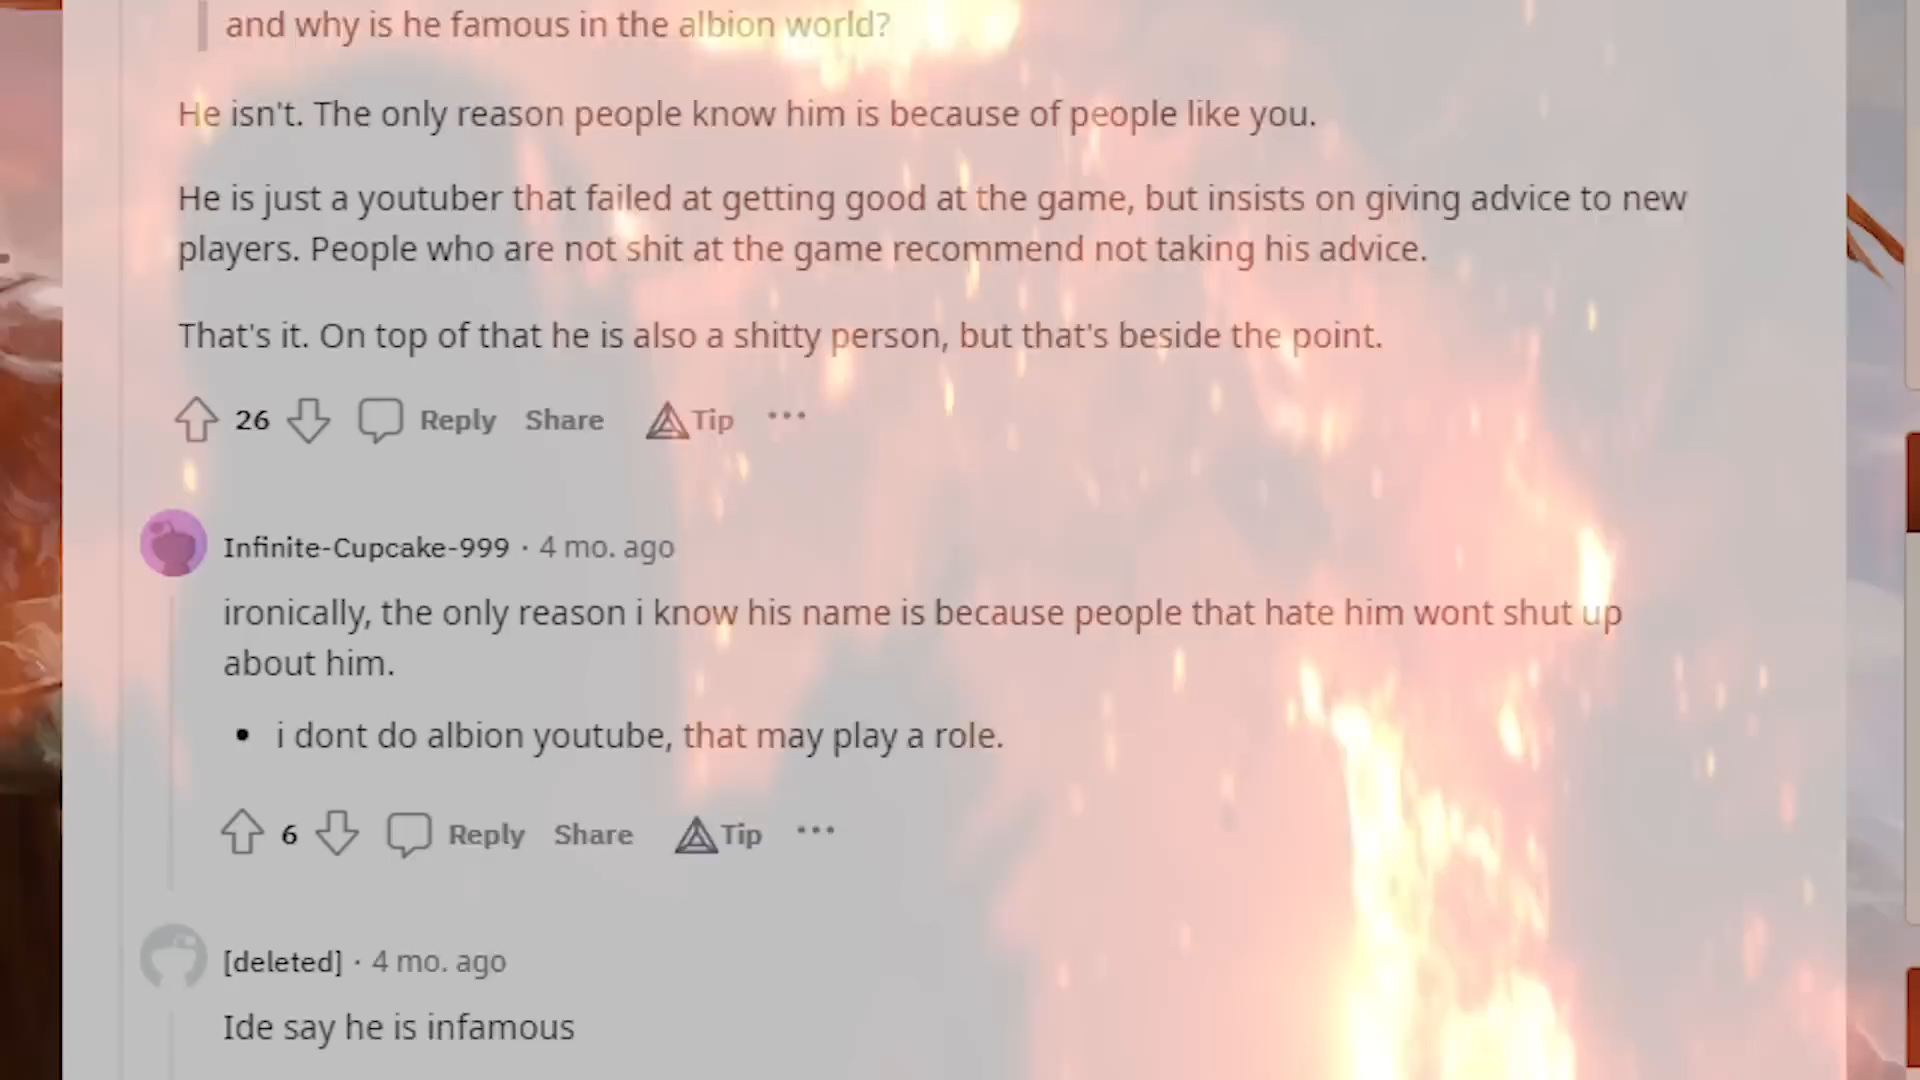 and why is he famous in the albion world?
He isn't. The only reason people know him is because of people like you.
He is just a youtuber that failed at getting good at the game, but insists on giving advice to new
players. People who are not shit at the game recommend not taking his advice.
That's it. On top of that he is also a shitty person, but that's beside the point.
26 Reply Share Tip ...
Infinite-Cupcake-999 · 4 mo. ago
ironically, the only reason i know his name is because people that hate him wont shut up
about him.
• i dont do albion youtube, that may play a role.
6 Reply Share Tip ...
[deleted] · 4 mo. ago
Ide say he is infamous